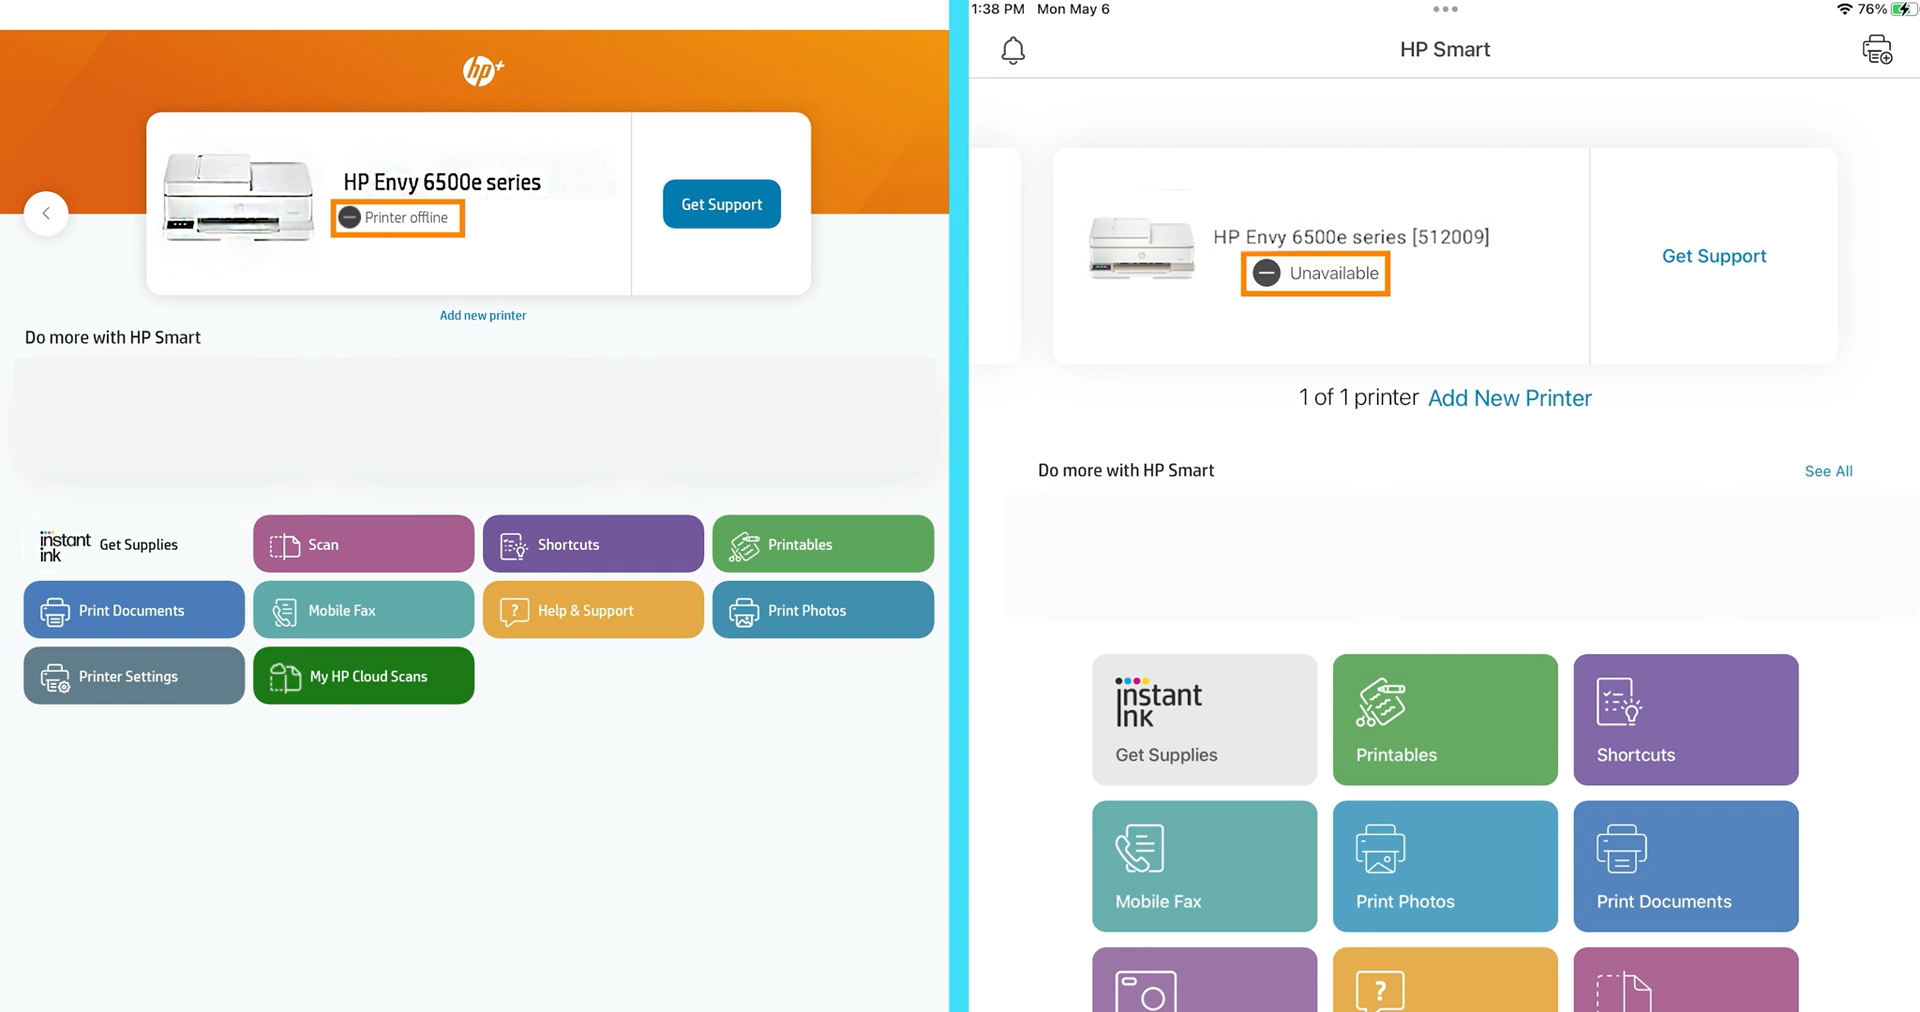 hp+
HP Envy 6500e series
Printer offline
Get Support
Add new printer
Do more with HP Smart
instant
ink
Get Supplies
Scan
Shortcuts
Printables
Print Documents
Mobile Fax
Help & Support
Print Photos
Printer Settings
My HP Cloud Scans
1:38 PM Mon May 6
76%
HP Smart
HP Envy 6500e series [512009]
Unavailable
Get Support
1 of 1 printer Add New Printer
Do more with HP Smart
See All
instant
ink
Get Supplies
Printables
Shortcuts
Mobile Fax
Print Photos
Print Documents